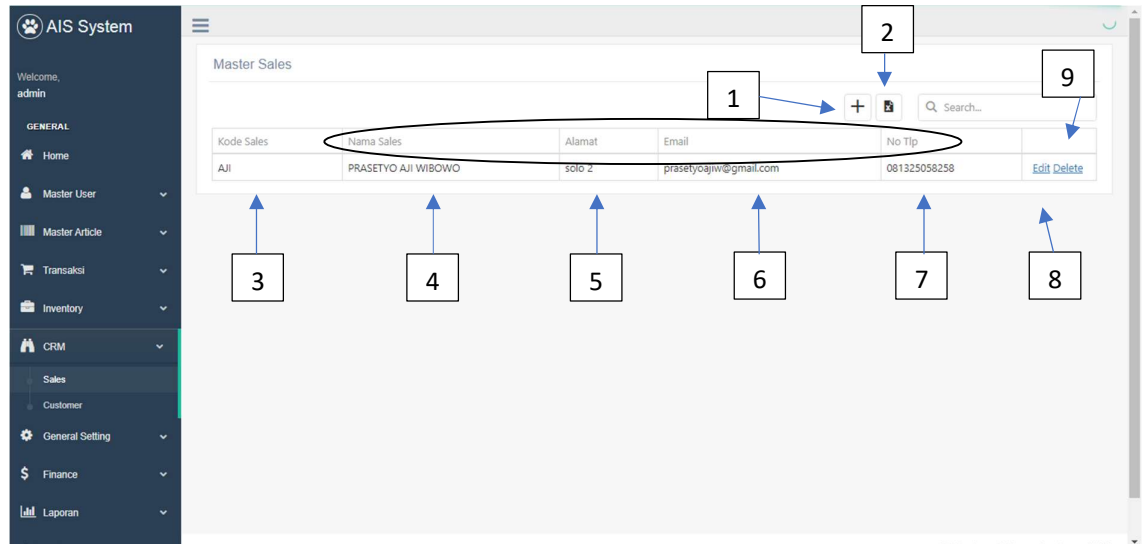 AIS System
Welcome,
admin
GENERAL
Home
Master User
Master Article
Transaksi
Inventory
CRM
Sales
Customer
General Setting
Finance
Laporan
Master Sales
1
2
9
Search...
Kode Sales Nama Sales Alamat Email No Tlp
AJI PRASETYO AJI WIBOWO solo 2 prasetyoajiw@gmail.com 081325058258 Edit Delete
3 4 5 6 7 8